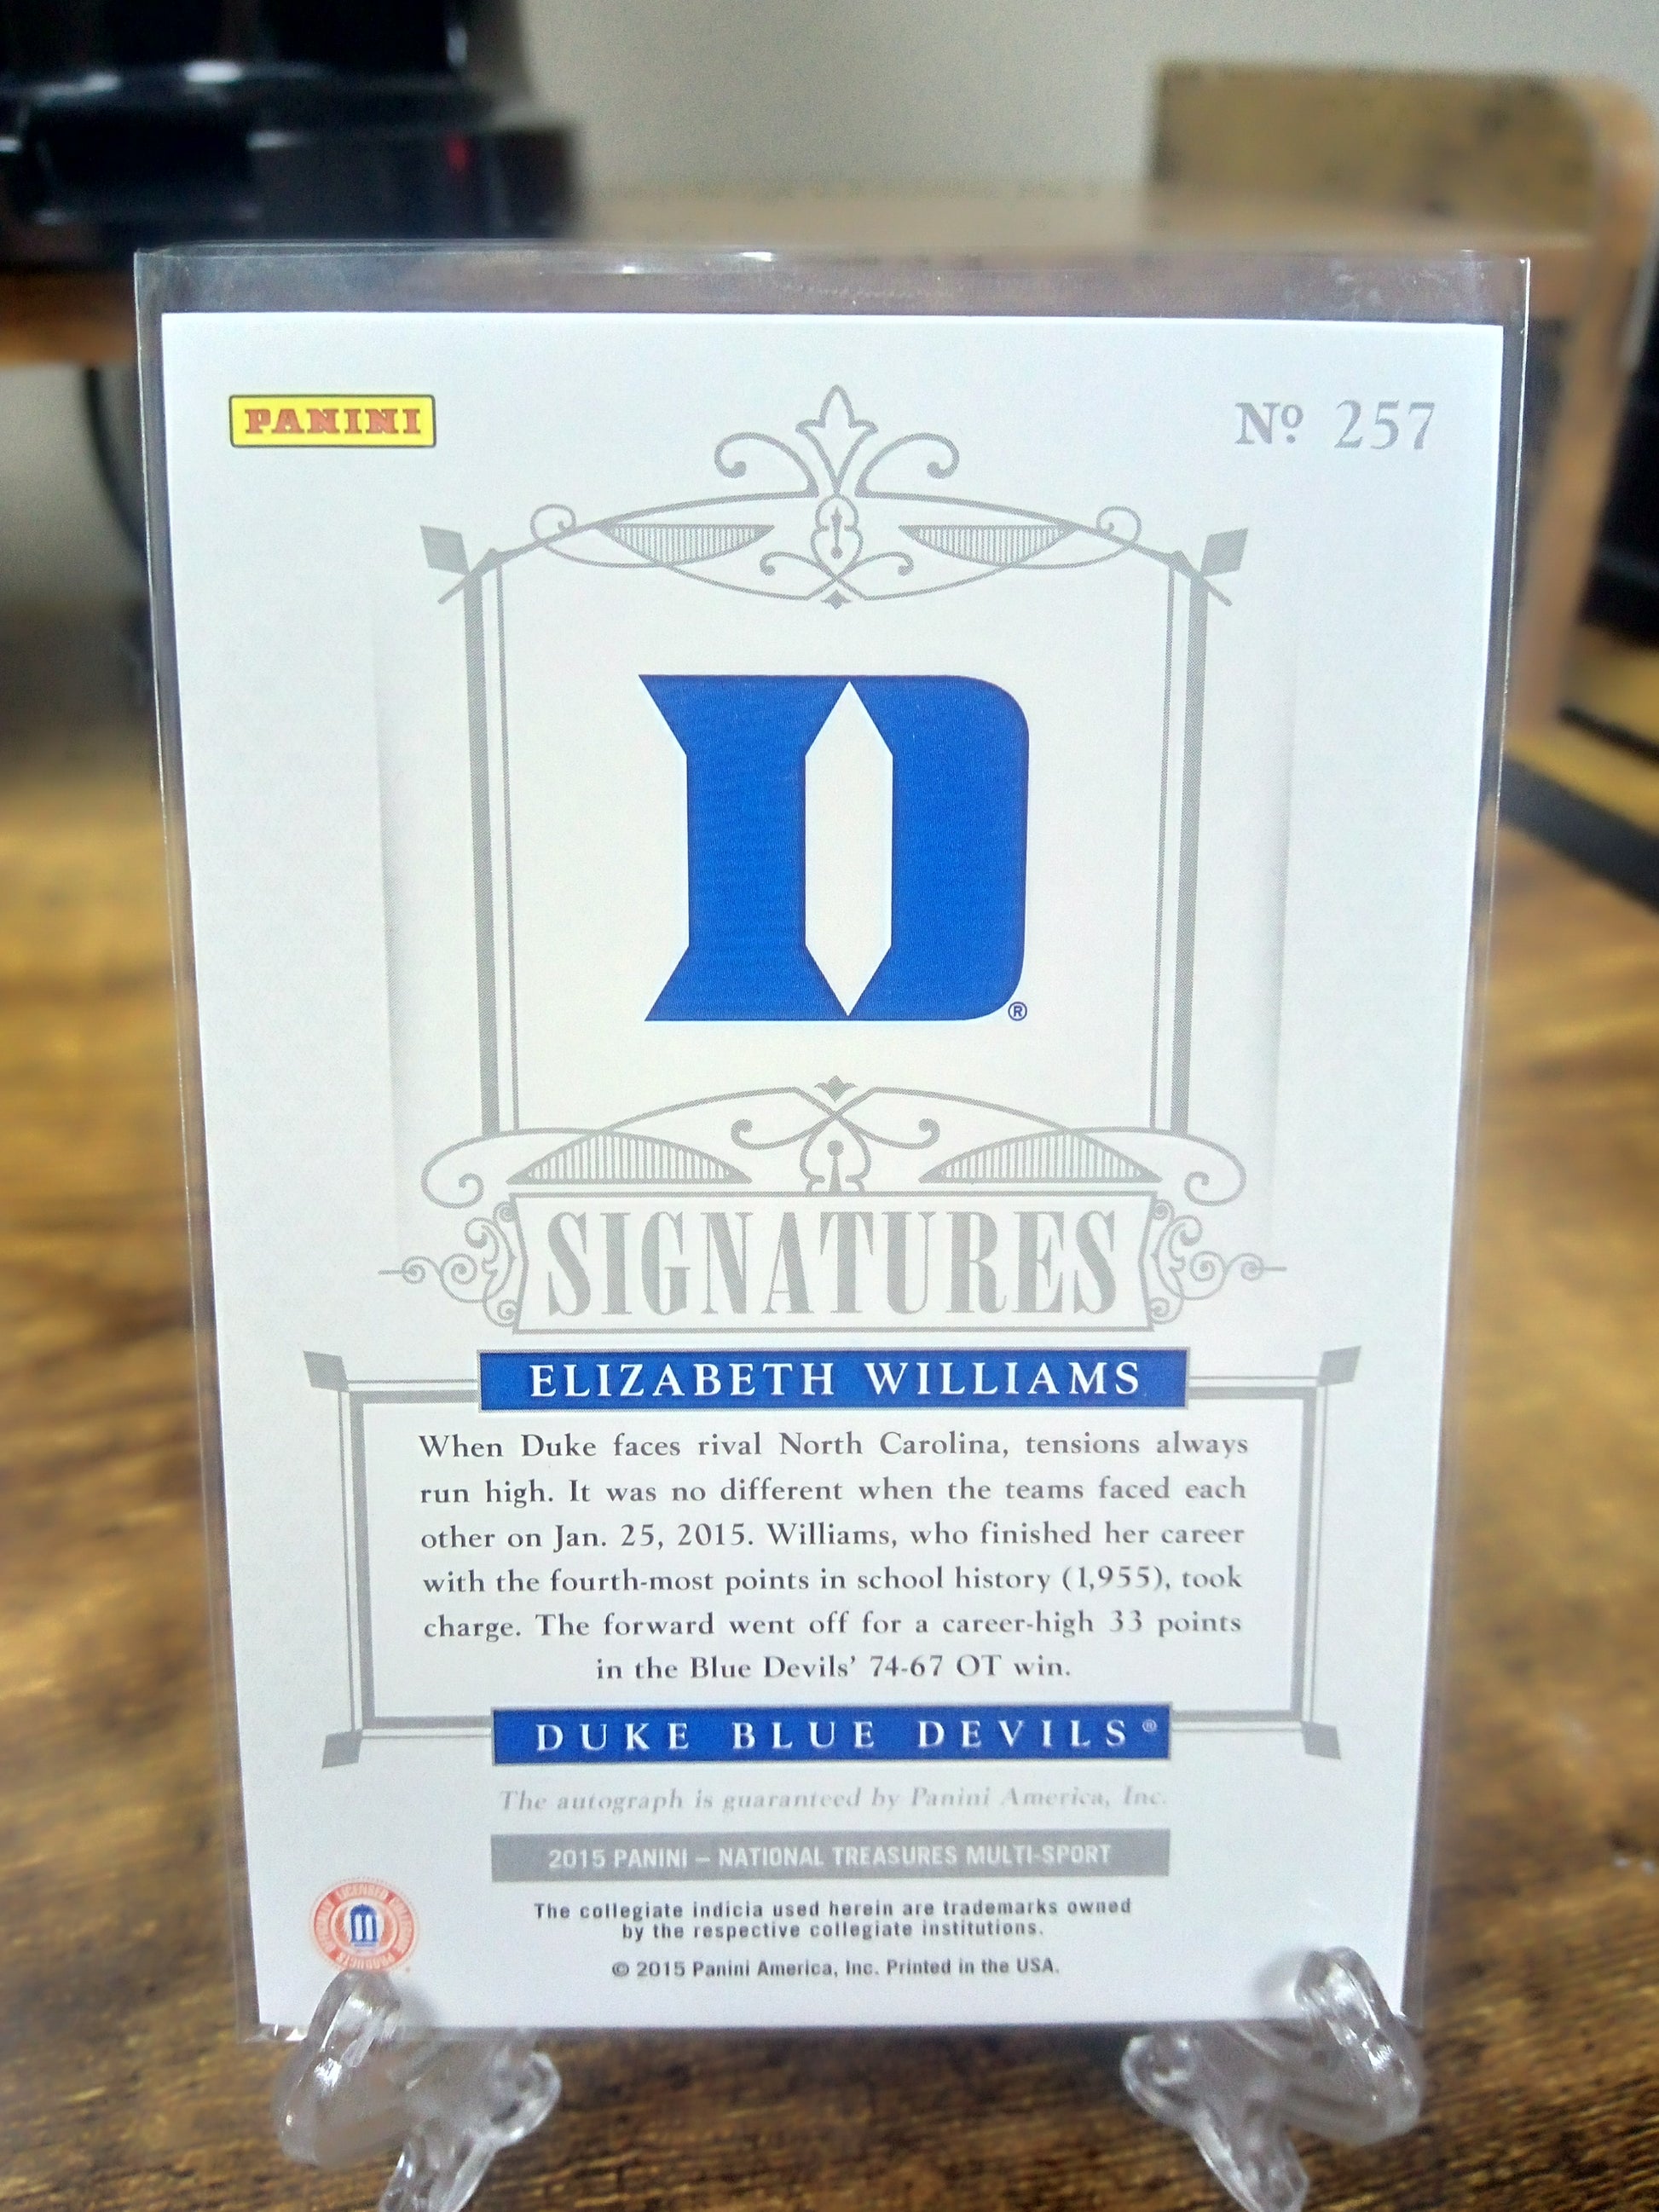 PANINI
Nº 257
®
SIGNATURES
ELIZABETH WILLIAMS
When Duke faces rival North Carolina, tensions always
run high. It was no different when the teams faced each
other on Jan. 25, 2015. Williams, who finished her career
with the fourth-most points in school history (1,955), took
charge. The forward went off for a career-high 33 points
in the Blue Devils' 74-67 OT win.
DUKE BLUE DEVILS®
The autograph is guaranteed by Panini America, Inc.
2015 PANINI – NATIONAL TREASURES MULTI-SPORT
The collegiate indicia used herein are trademarks owned
by the respective collegiate institutions.
© 2015 Panini America, Inc. Printed in the USA.
LICENSED
PRODUCTS